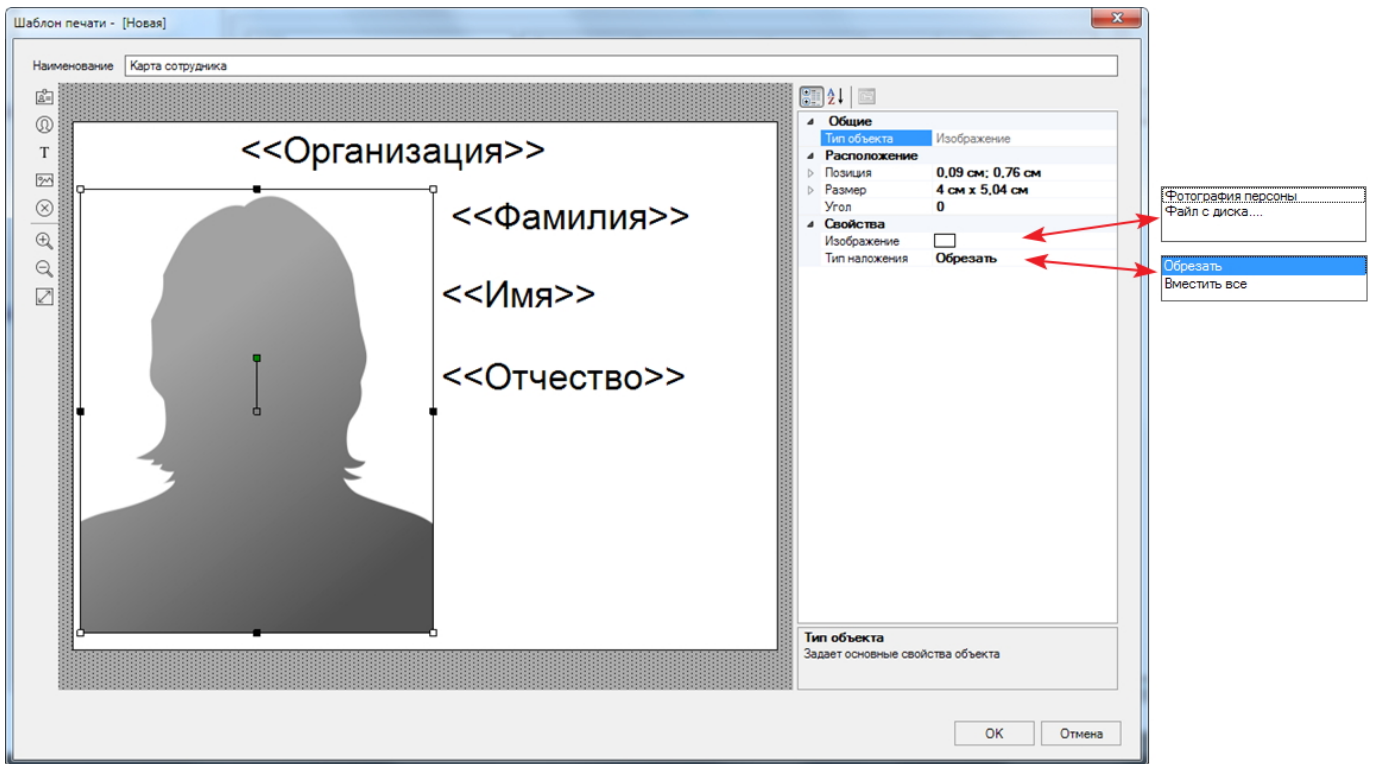 Шаблон печати - [Новая]
Наименование Карта сотрудника
<<Организация>>
<<Фамилия>>
<<Имя>>
<<Отчество>>
T
A
Z
Общие
Тип объекта Изображение
Расположение
Позиция 0,09 см; 0,76 см
Размер 4 см x 5,04 см
Угол 0
Свойства
Изображение
Тип наложения Обрезать
Тип объекта
Задает основные свойства объекта
OK Отмена
Фотография персоны
Файл с диска....
Обрезать
Вместить все